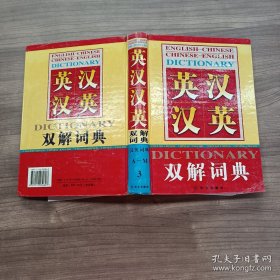 ENGLISH-CHINESE
CHINESE-ENGLISH
DICTIONARY
英汉
汉英
DICTIONARY
双解词典
英汉汉英
双解
词典
A—M
3
ENGLISH-CHINESE
CHINESE-ENGLISH
DICTIONARY
英汉
汉英
DICTIONARY
双解词典
孔夫子旧书网